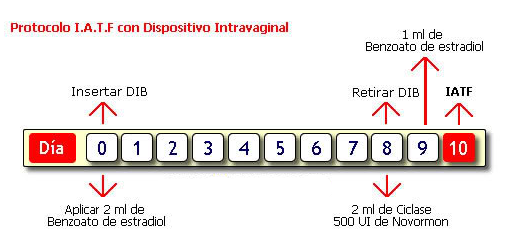 Protocolo I.A.T.F con Dispositivo Intravaginal
1 ml de
Benzoato de estradiol
Insertar DIB
Retirar DIB
IATF
Día 0 1 2 3 4 5 6 7 8 9 10
Aplicar 2 ml de
Benzoato de estradiol
2 ml de Ciclase
500 UI de Novormon